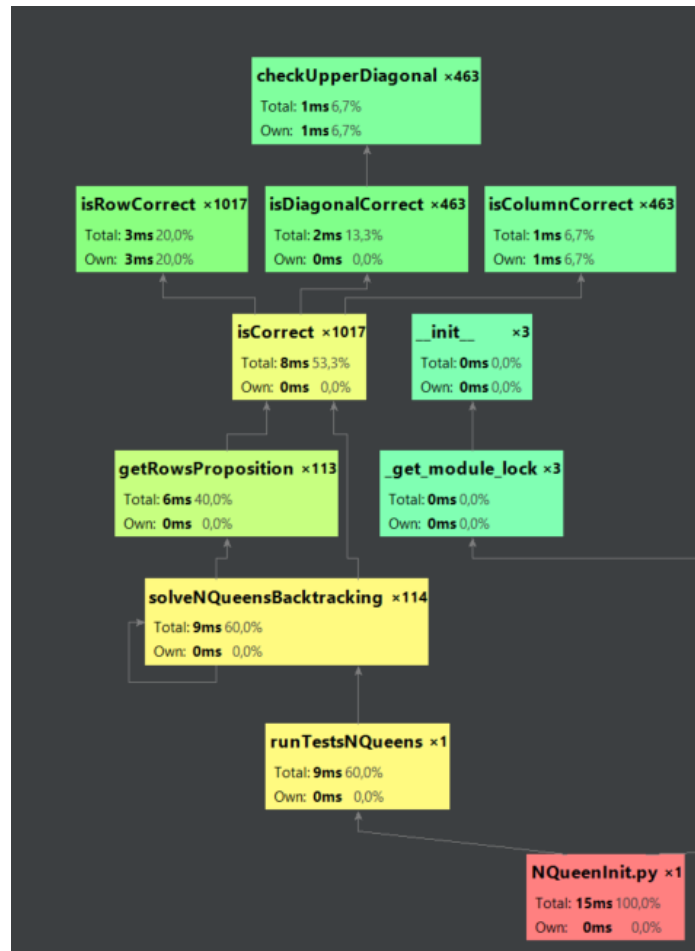 checkUpperDiagonal ×463
Total: 1ms 6,7%
Own: 1ms 6,7%
isRowCorrect ×1017
Total: 3ms 20,0%
Own: 3ms 20,0%
isDiagonalCorrect ×463
Total: 2ms 13,3%
Own: 0ms 0,0%
isColumnCorrect ×463
Total: 1ms 6,7%
Own: 1ms 6,7%
isCorrect ×1017
Total: 8ms 53,3%
Own: 0ms 0,0%
__init__ ×3
Total: 0ms 0,0%
Own: 0ms 0,0%
getRowsProposition ×113
Total: 6ms 40,0%
Own: 0ms 0,0%
_get_module_lock ×3
Total: 0ms 0,0%
Own: 0ms 0,0%
solveNQueensBacktracking ×114
Total: 9ms 60,0%
Own: 0ms 0,0%
runTestsNQueens ×1
Total: 9ms 60,0%
Own: 0ms 0,0%
NQueenInit.py ×1
Total: 15ms 100,0%
Own: 0ms 0,0%